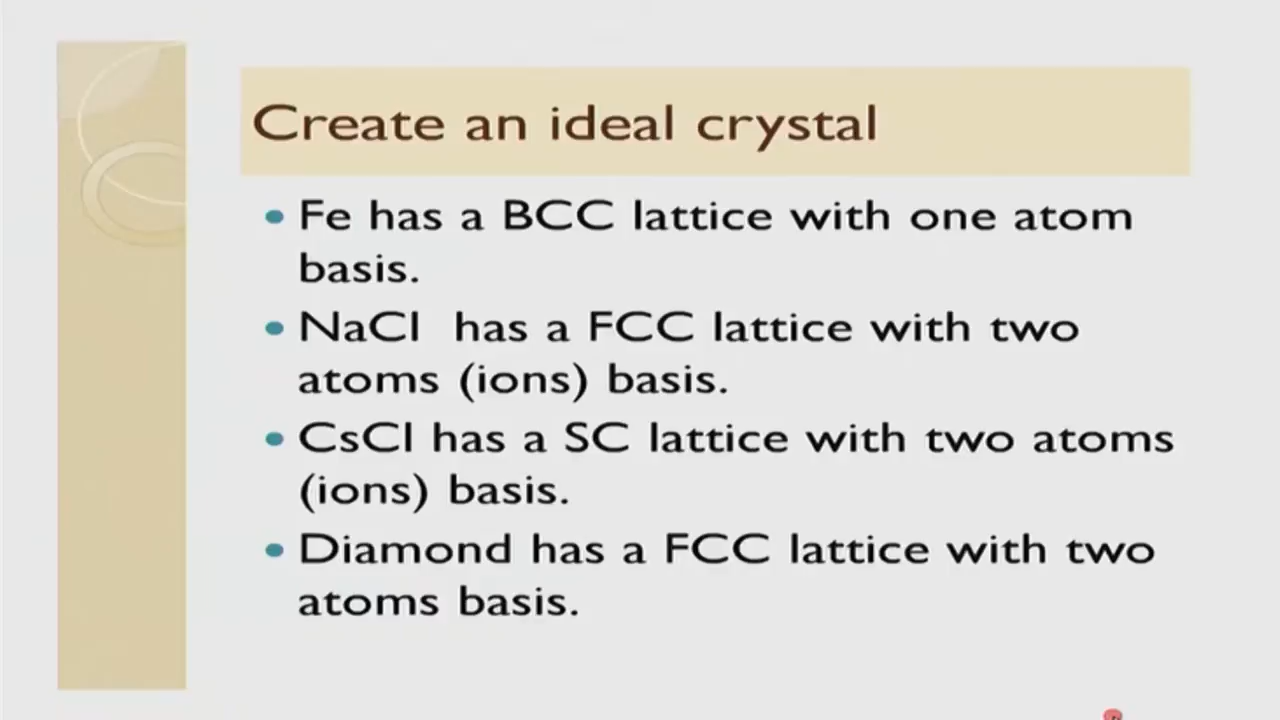 Create an ideal crystal
• Fe has a BCC lattice with one atom
basis.
• NaCl has a FCC lattice with two
atoms (ions) basis.
• CsCl has a SC lattice with two atoms
(ions) basis.
• Diamond has a FCC lattice with two
atoms basis.